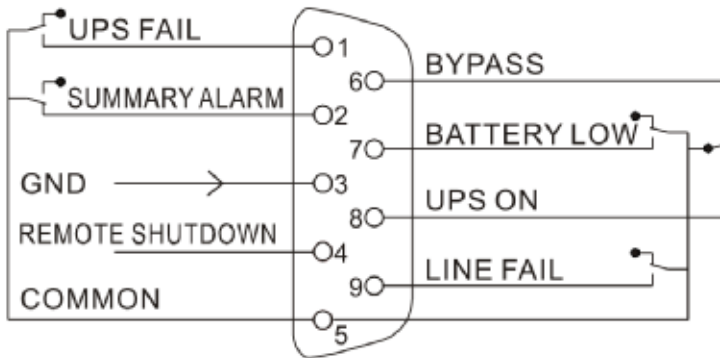 UPS FAIL
1
6
BYPASS
SUMMARY ALARM
2
7
BATTERY LOW
GND
3
8
UPS ON
REMOTE SHUTDOWN
4
9
LINE FAIL
COMMON
5